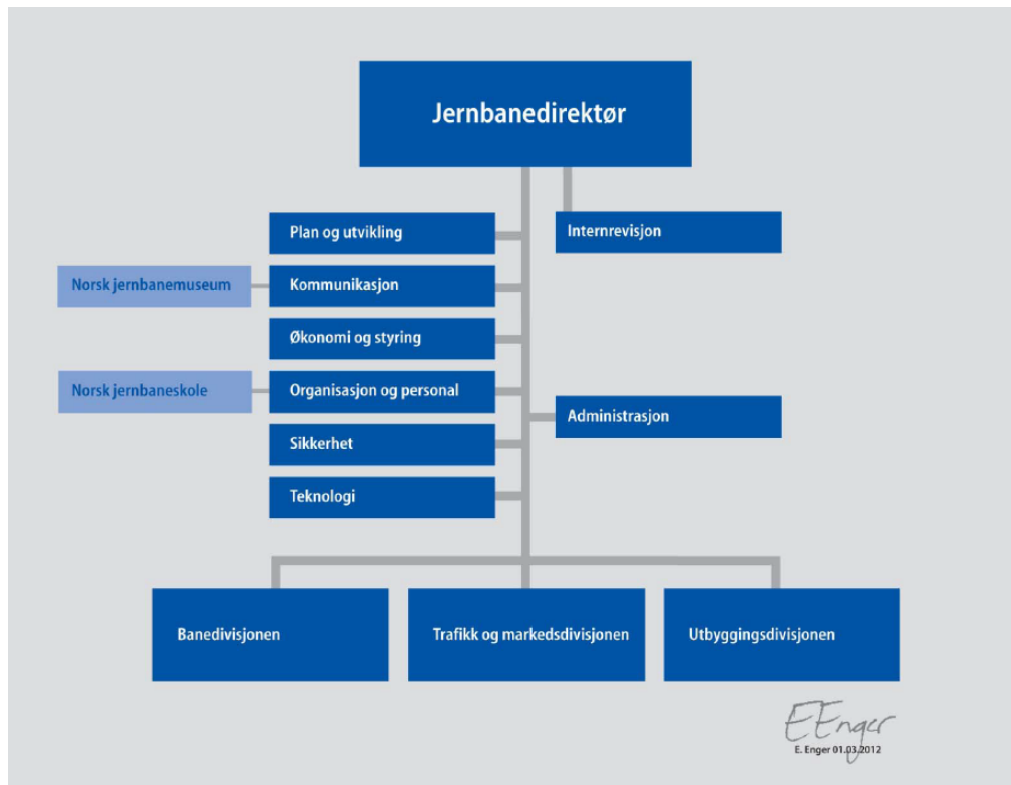 Jernbanedirektør
Plan og utvikling
Internrevisjon
Norsk jernbanemuseum
Kommunikasjon
Økonomi og styring
Norsk jernbaneskole
Organisasjon og personal
Administrasjon
Sikkerhet
Teknologi
Banedivisjonen
Trafikk og markedsdivisjonen
Utbyggingsdivisjonen
E Enger
E. Enger 01.03.2012